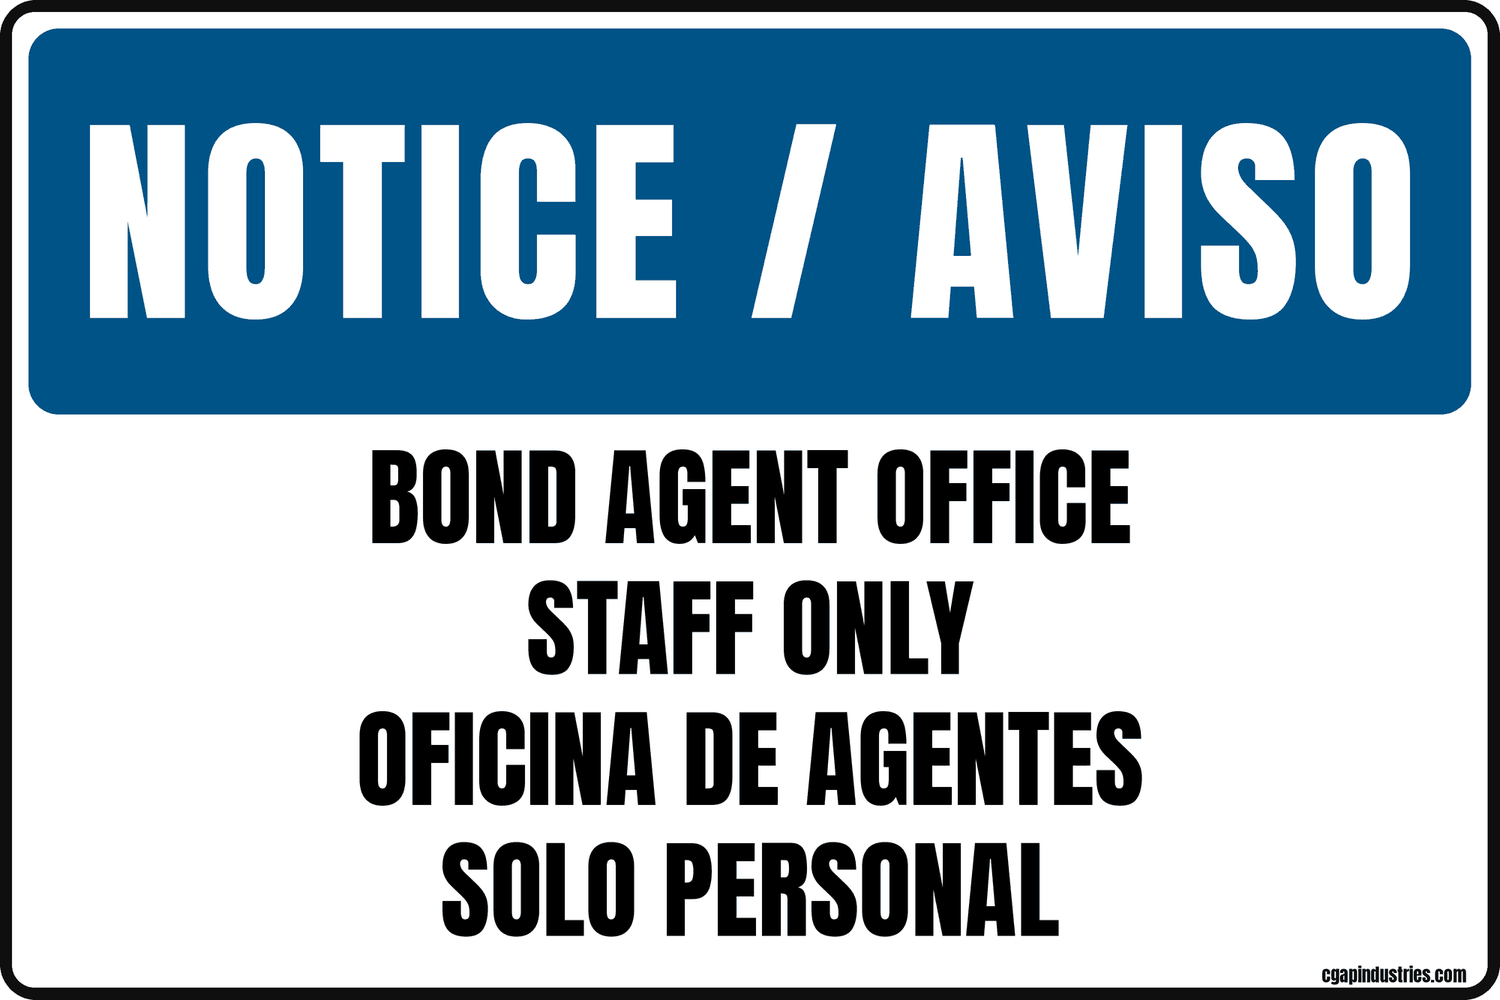 NOTICE / AVISO
BOND AGENT OFFICE
STAFF ONLY
OFICINA DE AGENTES
SOLO PERSONAL
cgapindustries.com